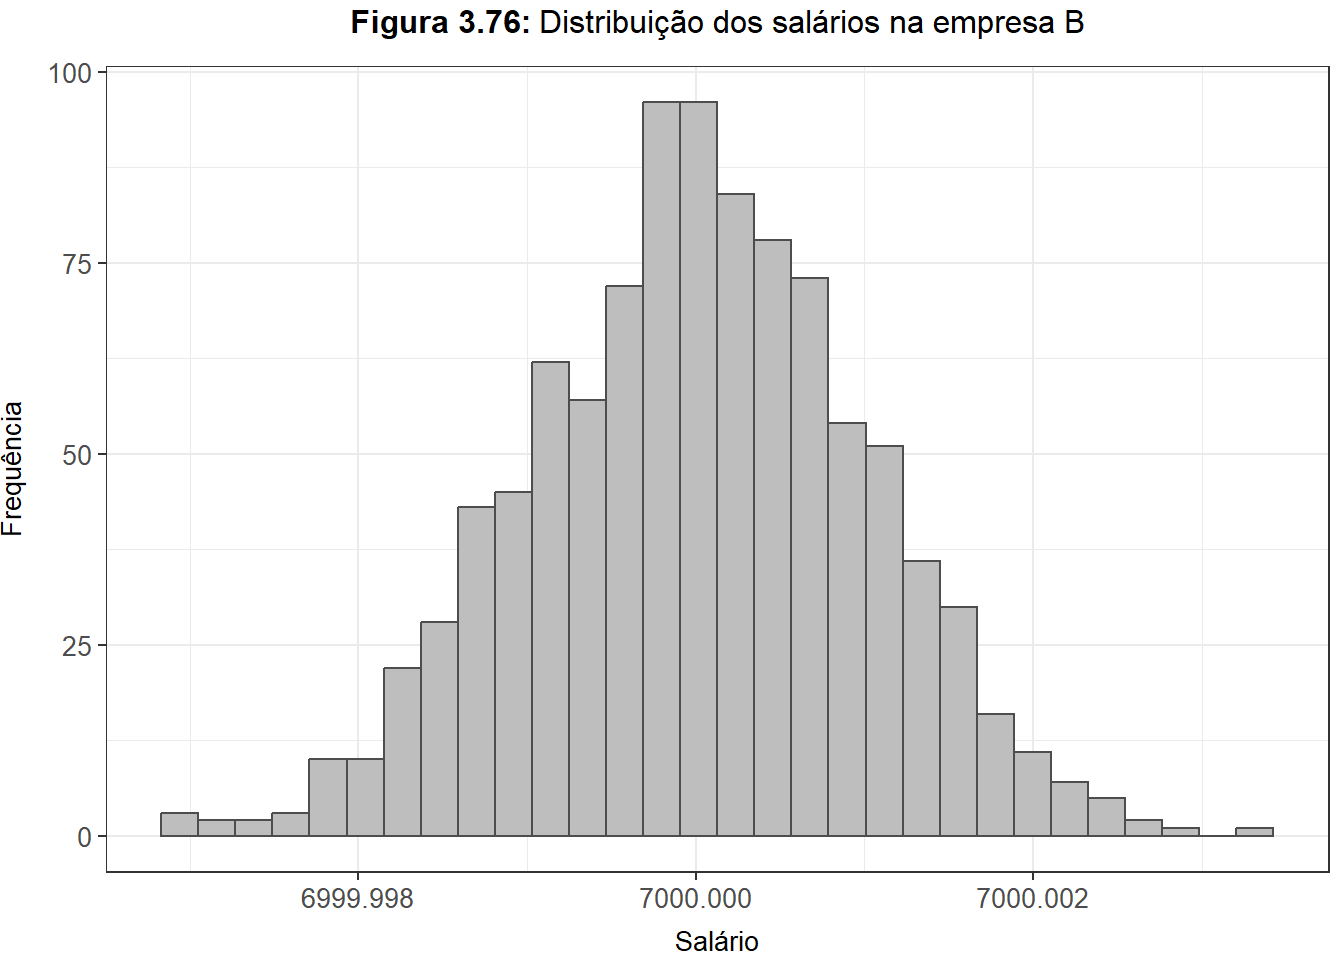 Figura 3.76: Distribuição dos salários na empresa B
100
75
50
25
0
Frequência
6999.998 7000.000 7000.002
Salário